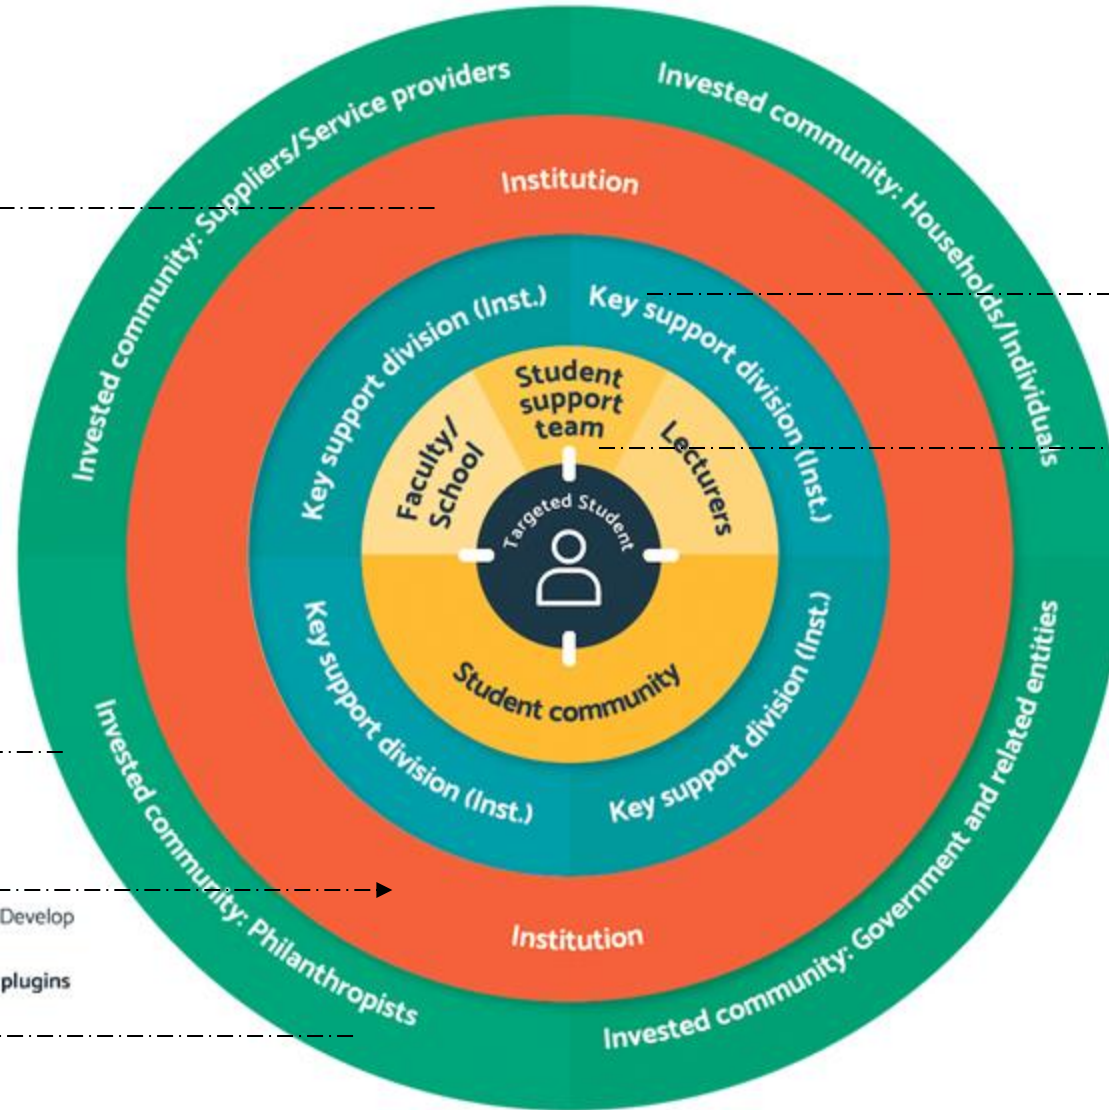 Invested community: Suppliers/Service providers
Invested community: Households/Individuals
Institution
Key support division (Inst.)
Key support division (Inst.)
Student
support
team
Faculty/
School
Lecturers
Targeted Student
Student community
Key support division (Inst.)
Key support division (Inst.)
Institution
Invested community: Philanthropists
Invested community: Government and related entities
Develop
plugins